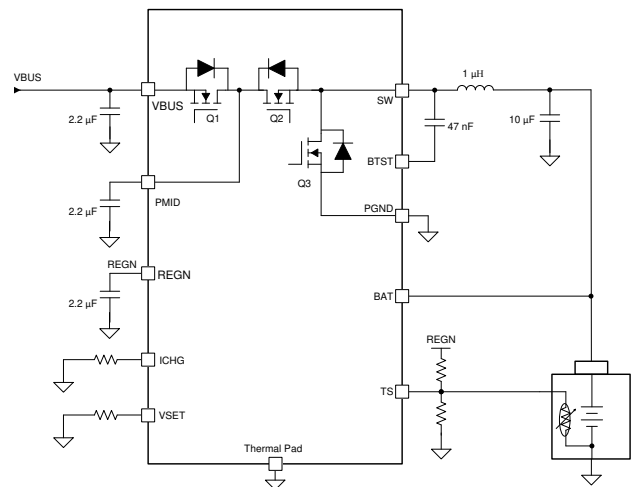 VBUS
2.2 µF
VBUS
Q1
Q2
SW
1 µH
47 nF
10 µF
BTST
Q3
PMID
2.2 µF
PGND
REGN
REGN
2.2 µF
BAT
ICHG
REGN
TS
VSET
Thermal Pad